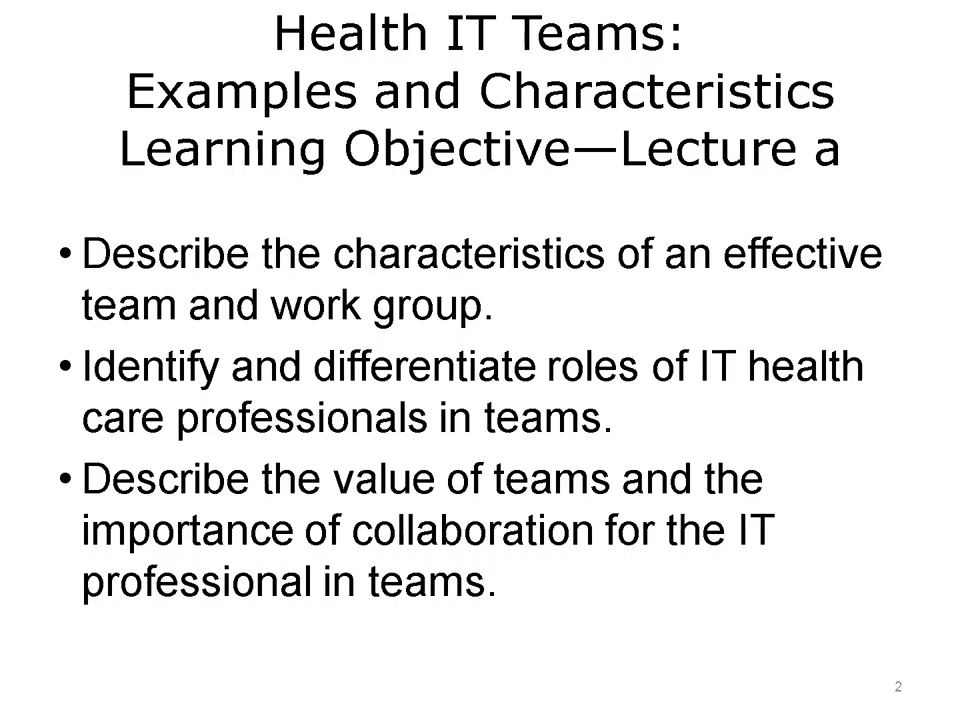 Health IT Teams:
Examples and Characteristics
Learning Objective—Lecture a
• Describe the characteristics of an effective
team and work group.
• Identify and differentiate roles of IT health
care professionals in teams.
• Describe the value of teams and the
importance of collaboration for the IT
professional in teams.
2